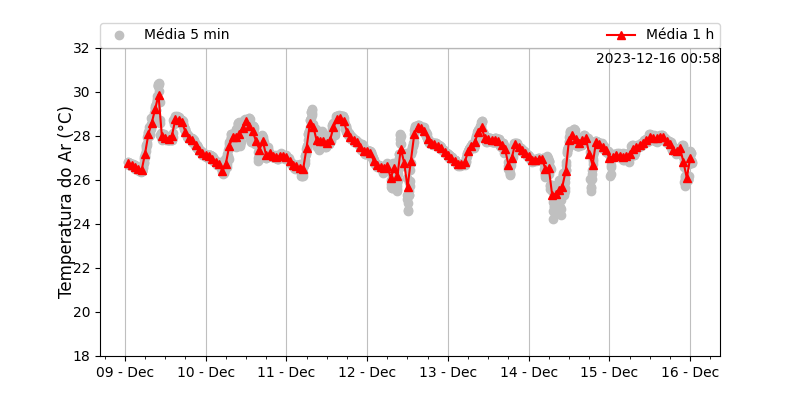 Média 5 min
Média 1 h
2023-12-16 00:58
Temperatura do Ar (°C)
32
30
28
26
24
22
20
18
09 - Dec
10 - Dec
11 - Dec
12 - Dec
13 - Dec
14 - Dec
15 - Dec
16 - Dec